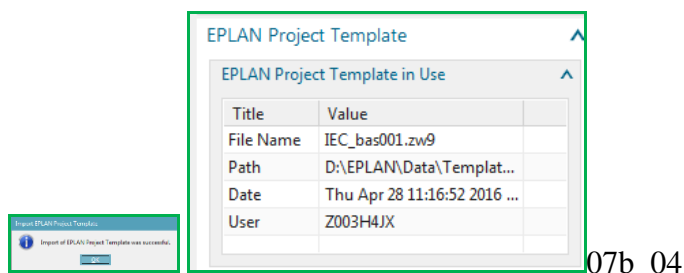 EPLAN Project Template
EPLAN Project Template in Use
Title Value
File Name IEC_bas001.zw9
Path D:\EPLAN\Data\Templat...
Date Thu Apr 28 11:16:52 2016 ...
User Z003H4JX
Import EPLAN Project Template
Import of EPLAN Project Template was successful.
OK
07b_04